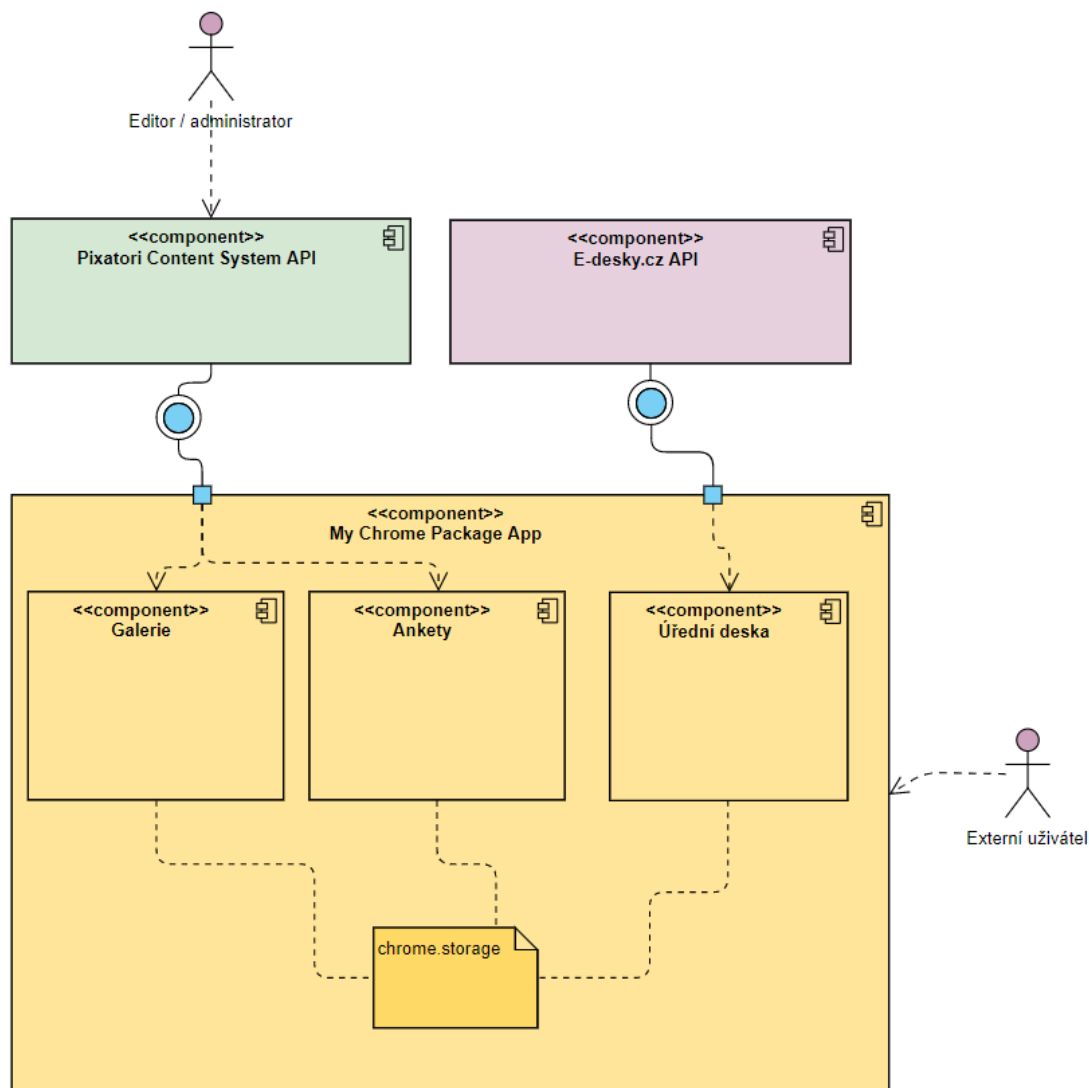 Editor / administrator
<<component>>
Pixatori Content System API
<<component>>
E-desky.cz API
<<component>>
My Chrome Package App
<<component>>
Galerie
<<component>>
Ankety
<<component>>
Úřední deska
Externí uživátel
chrome.storage